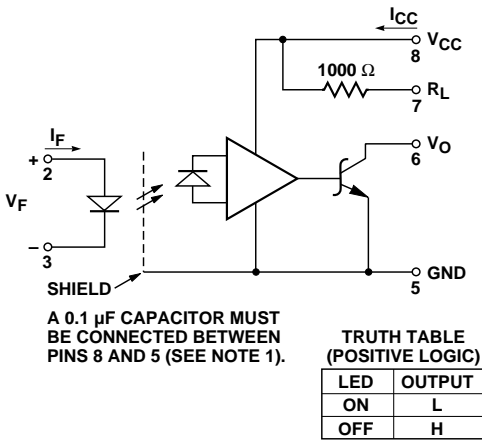 I_CC
V_CC
8
1000 Ω
R_L
7
I_F
V_O
6
+
2
V_F
–
3
GND
5
SHIELD
A 0.1 µF CAPACITOR MUST
BE CONNECTED BETWEEN
PINS 8 AND 5 (SEE NOTE 1).
TRUTH TABLE
(POSITIVE LOGIC)
LED OUTPUT
ON L
OFF H